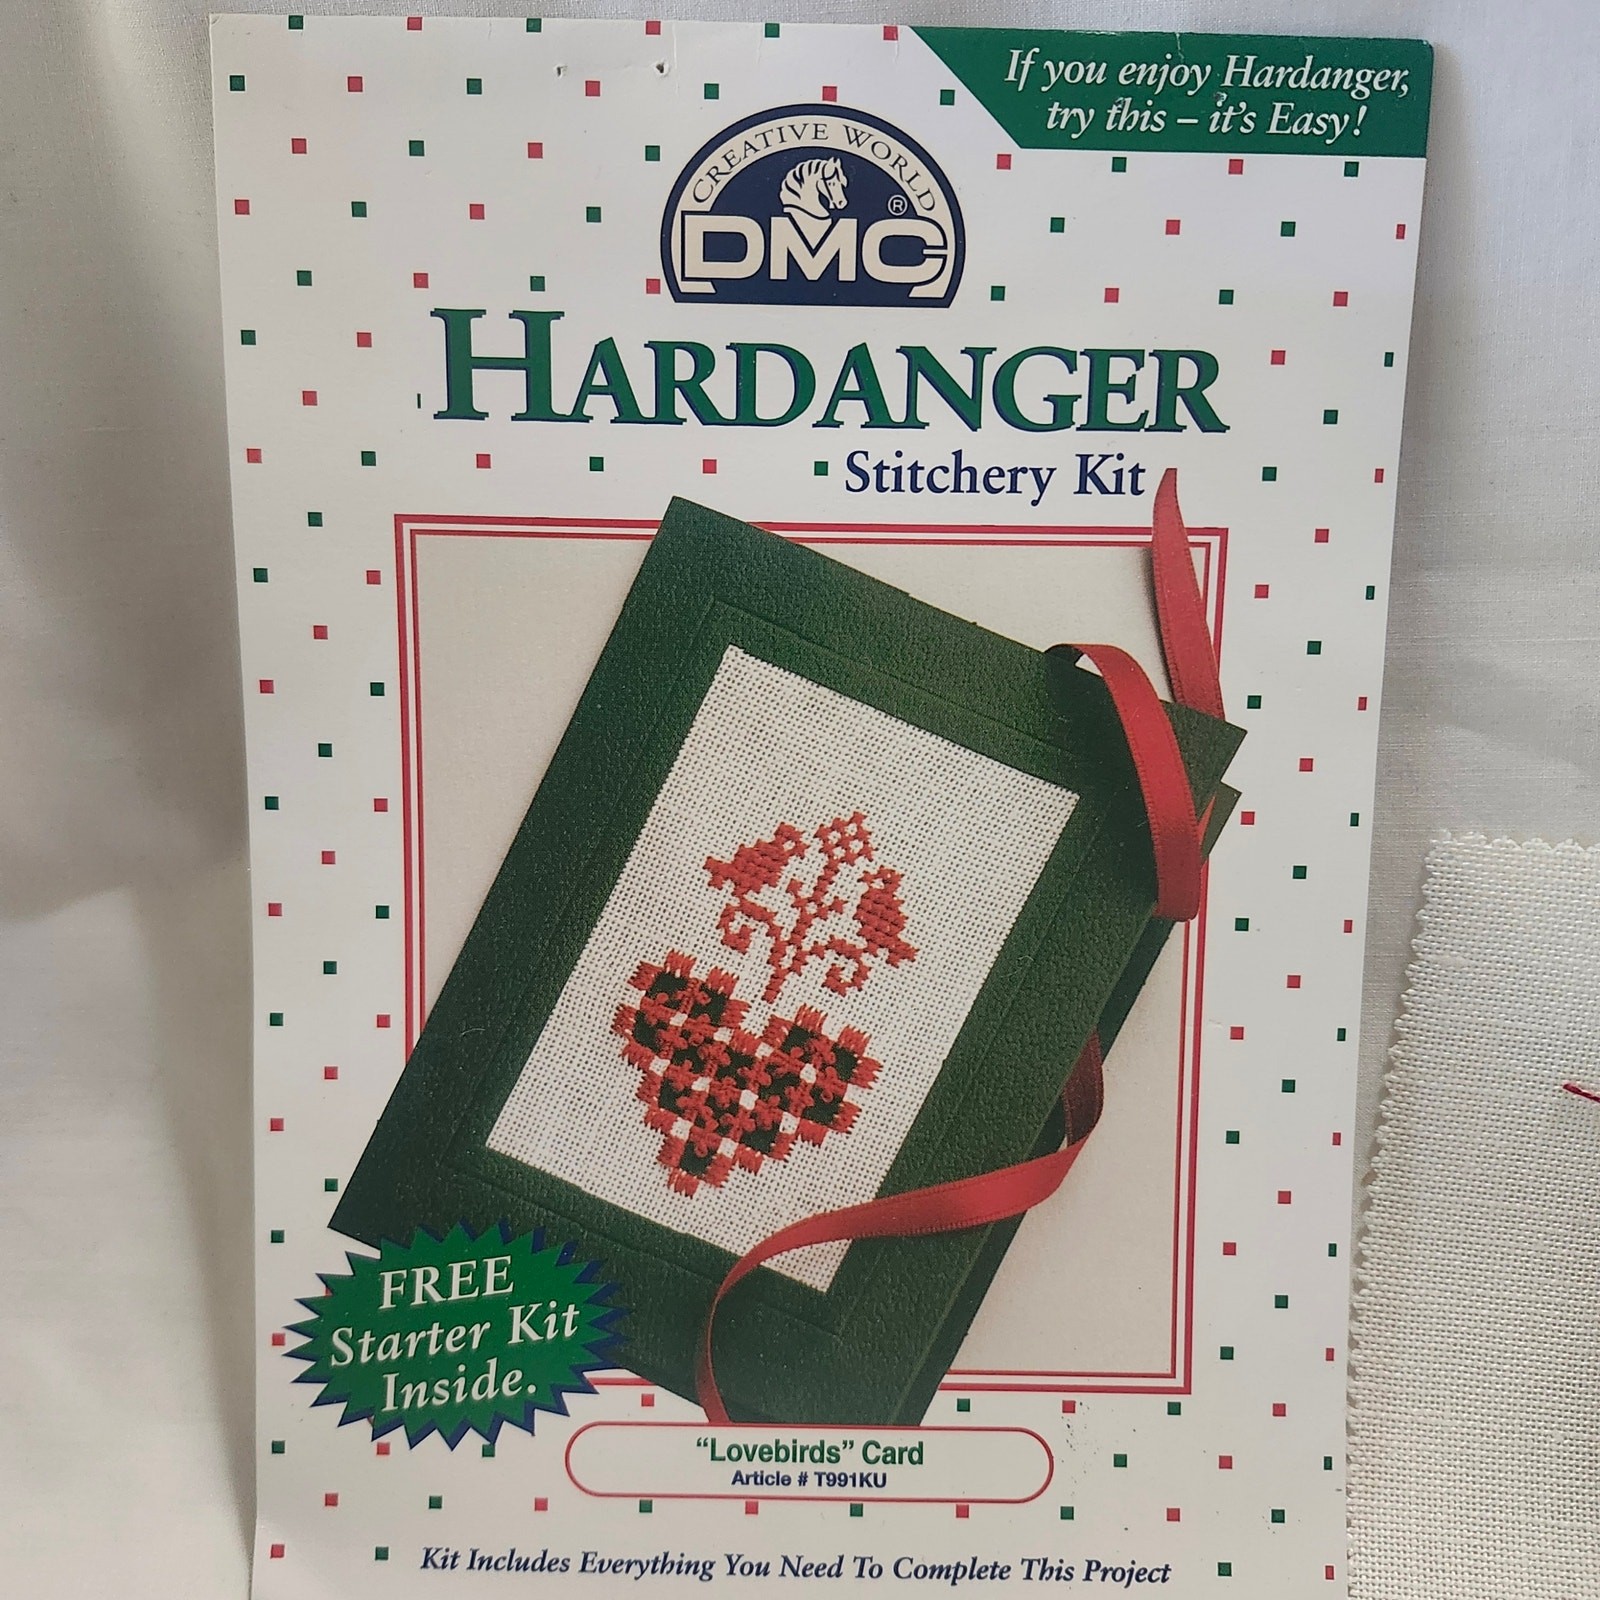 If you enjoy Hardanger,
try this – it's Easy!
CREATIVE WORLD
DMC®
HARDANGER
Stitchery Kit
FREE
Starter Kit
Inside.
“Lovebirds” Card
Article # T991KU
Kit Includes Everything You Need To Complete This Project